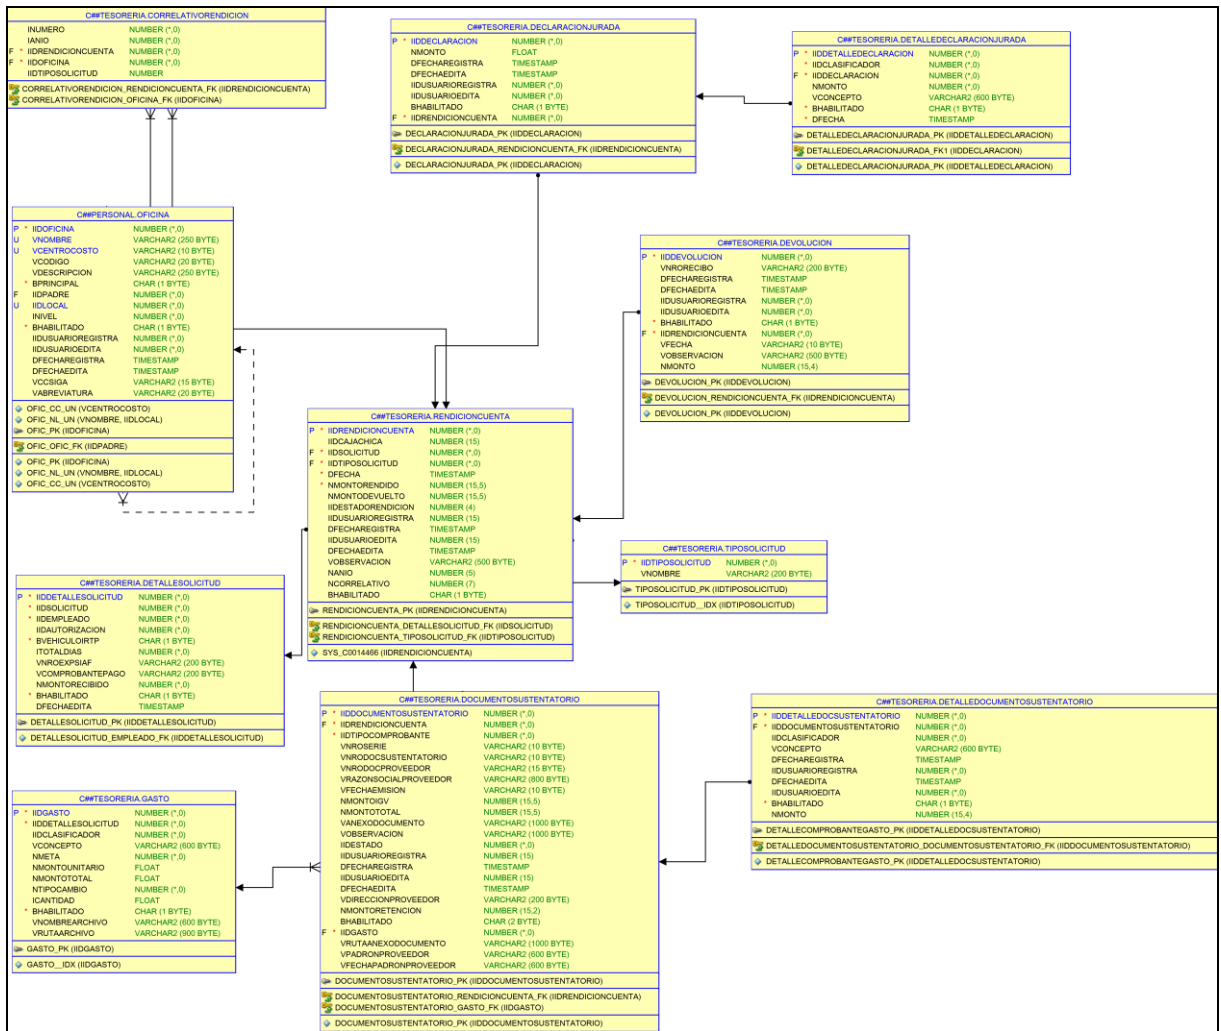 C##TESORERIA.CORRELATIVORENDICION
INUMERO NUMBER (*,0)
IANIO NUMBER (*,0)
F * IIDRENDICIONCUENTA NUMBER (*,0)
F * IIDOFICINA NUMBER (*,0)
IIDTIPOSOLICITUD NUMBER
CORRELATIVORENDICION_RENDICIONCUENTA_FK (IIDRENDICIONCUENTA)
CORRELATIVORENDICION_OFICINA_FK (IIDOFICINA)
C##TESORERIA.DECLARACIONJURADA
P * IIDDECLARACION NUMBER (*,0)
NMONTO FLOAT
DFECHAREGISTRA TIMESTAMP
DFECHAEDITA TIMESTAMP
IIDUSUARIOREGISTRA NUMBER (*,0)
IIDUSUARIOEDITA NUMBER (*,0)
BHABILITADO CHAR (1 BYTE)
F * IIDRENDICIONCUENTA NUMBER (*,0)
DECLARACIONJURADA_PK (IIDDECLARACION)
DECLARACIONJURADA_RENDICIONCUENTA_FK (IIDRENDICIONCUENTA)
DECLARACIONJURADA_PK (IIDDECLARACION)
C##TESORERIA.DETALLEDECLARACIONJURADA
P * IIDDETALLEDECLARACION NUMBER (*,0)
* IIDCLASIFICADOR NUMBER (*,0)
F * IIDDECLARACION NUMBER (*,0)
NMONTO NUMBER (*,0)
VCONCEPTO VARCHAR2 (600 BYTE)
* BHABILITADO CHAR (1 BYTE)
* DFECHA TIMESTAMP
DETALLEDECLARACIONJURADA_PK (IIDDETALLEDECLARACION)
DETALLEDECLARACIONJURADA_FK1 (IIDDECLARACION)
DETALLEDECLARACIONJURADA_PK (IIDDETALLEDECLARACION)
C##PERSONAL.OFICINA
P * IIDOFICINA NUMBER (*,0)
U VNOMBRE VARCHAR2 (250 BYTE)
U VCENTROCOSTO VARCHAR2 (10 BYTE)
VCODIGO VARCHAR2 (20 BYTE)
VDESCRIPCION VARCHAR2 (250 BYTE)
* BPRINCIPAL CHAR (1 BYTE)
F IIDPADRE NUMBER (*,0)
U IIDLOCAL NUMBER (*,0)
INIVEL NUMBER (*,0)
* BHABILITADO CHAR (1 BYTE)
IIDUSUARIOREGISTRA NUMBER (*,0)
IIDUSUARIOEDITA NUMBER (*,0)
DFECHAREGISTRA TIMESTAMP
DFECHAEDITA TIMESTAMP
VCCSIGA VARCHAR2 (15 BYTE)
VABREVIATURA VARCHAR2 (20 BYTE)
OFIC_CC_UN (VCENTROCOSTO)
OFIC_NL_UN (VNOMBRE, IIDLOCAL)
OFIC_PK (IIDOFICINA)
OFIC_OFIC_FK (IIDPADRE)
OFIC_PK (IIDOFICINA)
OFIC_NL_UN (VNOMBRE, IIDLOCAL)
OFIC_CC_UN (VCENTROCOSTO)
C##TESORERIA.DEVOLUCION
P * IIDDEVOLUCION NUMBER (*,0)
VNRORECIBO VARCHAR2 (200 BYTE)
DFECHAREGISTRA TIMESTAMP
DFECHAEDITA TIMESTAMP
IIDUSUARIOREGISTRA NUMBER (*,0)
IIDUSUARIOEDITA NUMBER (*,0)
* BHABILITADO CHAR (1 BYTE)
F * IIDRENDICIONCUENTA NUMBER (*,0)
VFECHA VARCHAR2 (10 BYTE)
VOBSERVACION VARCHAR2 (500 BYTE)
NMONTO NUMBER (15,4)
DEVOLUCION_PK (IIDDEVOLUCION)
DEVOLUCION_RENDICIONCUENTA_FK (IIDRENDICIONCUENTA)
DEVOLUCION_PK (IIDDEVOLUCION)
C##TESORERIA.RENDICIONCUENTA
P * IIDRENDICIONCUENTA NUMBER (*,0)
IIDCAJACHICA NUMBER (15)
F * IIDSOLICITUD NUMBER (*,0)
F * IIDTIPOSOLICITUD NUMBER (*,0)
* DFECHA TIMESTAMP
* NMONTORENDIDO NUMBER (15,5)
NMONTODEVUELTO NUMBER (15,5)
IIDESTADORENDICION NUMBER (4)
IIDUSUARIOREGISTRA NUMBER (15)
DFECHAREGISTRA TIMESTAMP
IIDUSUARIOEDITA NUMBER (15)
DFECHAEDITA TIMESTAMP
VOBSERVACION VARCHAR2 (500 BYTE)
NANIO NUMBER (5)
NCORRELATIVO NUMBER (7)
BHABILITADO CHAR (1 BYTE)
RENDICIONCUENTA_PK (IIDRENDICIONCUENTA)
RENDICIONCUENTA_DETALLESOLICITUD_FK (IIDSOLICITUD)
RENDICIONCUENTA_TIPOSOLICITUD_FK (IIDTIPOSOLICITUD)
SYS_C0014466 (IIDRENDICIONCUENTA)
C##TESORERIA.TIPOSOLICITUD
P * IIDTIPOSOLICITUD NUMBER (*,0)
VNOMBRE VARCHAR2 (200 BYTE)
TIPOSOLICITUD_PK (IIDTIPOSOLICITUD)
TIPOSOLICITUD__IDX (IIDTIPOSOLICITUD)
C##TESORERIA.DETALLESOLICITUD
P * IIDDETALLESOLICITUD NUMBER (*,0)
* IIDSOLICITUD NUMBER (*,0)
* IIDEMPLEADO NUMBER (*,0)
IIDAUTORIZACION NUMBER (*,0)
* BVEHICULOIRTP CHAR (1 BYTE)
ITOTALDIAS NUMBER (*,0)
VNROEXPSIAF VARCHAR2 (200 BYTE)
VCOMPROBANTEPAGO VARCHAR2 (200 BYTE)
NMONTORECIBIDO NUMBER (*,0)
* BHABILITADO CHAR (1 BYTE)
DFECHAEDITA TIMESTAMP
DETALLESOLICITUD_PK (IIDDETALLESOLICITUD)
DETALLESOLICITUD_EMPLEADO_FK (IIDDETALLESOLICITUD)
C##TESORERIA.DOCUMENTOSUSTENTATORIO
P * IIDDOCUMENTOSUSTENTATORIO NUMBER (*,0)
F * IIDRENDICIONCUENTA NUMBER (*,0)
* IIDTIPOCOMPROBANTE NUMBER (*,0)
VNROSERIE VARCHAR2 (10 BYTE)
VNRODOCSUSTENTATORIO VARCHAR2 (10 BYTE)
VNRODOCPROVEEDOR VARCHAR2 (15 BYTE)
VRAZONSOCIALPROVEEDOR VARCHAR2 (800 BYTE)
VFECHAEMISION VARCHAR2 (10 BYTE)
NMONTOIGV NUMBER (15,5)
NMONTOTOTAL NUMBER (15,5)
VANEXODOCUMENTO VARCHAR2 (1000 BYTE)
VOBSERVACION VARCHAR2 (1000 BYTE)
IIDESTADO NUMBER (*,0)
IIDUSUARIOREGISTRA NUMBER (15)
DFECHAREGISTRA TIMESTAMP
IIDUSUARIOEDITA NUMBER (15)
DFECHAEDITA TIMESTAMP
VDIRECCIONPROVEEDOR VARCHAR2 (200 BYTE)
NMONTORETENCION NUMBER (15,2)
BHABILITADO CHAR (2 BYTE)
F * IIDGASTO NUMBER (*,0)
VRUTAANEXODOCUMENTO VARCHAR2 (1000 BYTE)
VPADRONPROVEEDOR VARCHAR2 (600 BYTE)
VFECHAPADRONPROVEEDOR VARCHAR2 (600 BYTE)
DOCUMENTOSUSTENTATORIO_PK (IIDDOCUMENTOSUSTENTATORIO)
DOCUMENTOSUSTENTATORIO_RENDICIONCUENTA_FK (IIDRENDICIONCUENTA)
DOCUMENTOSUSTENTATORIO_GASTO_FK (IIDGASTO)
DOCUMENTOSUSTENTATORIO_PK (IIDDOCUMENTOSUSTENTATORIO)
C##TESORERIA.DETALLEDOCUMENTOSUSTENTATORIO
P * IIDDETALLEDOCSUSTENTATORIO NUMBER (*,0)
F * IIDDOCUMENTOSUSTENTATORIO NUMBER (*,0)
IIDCLASIFICADOR NUMBER (*,0)
VCONCEPTO VARCHAR2 (600 BYTE)
DFECHAREGISTRA TIMESTAMP
IIDUSUARIOREGISTRA NUMBER (*,0)
DFECHAEDITA TIMESTAMP
IIDUSUARIOEDITA NUMBER (*,0)
* BHABILITADO CHAR (1 BYTE)
NMONTO NUMBER (15,4)
DETALLECOMPROBANTEGASTO_PK (IIDDETALLEDOCSUSTENTATORIO)
DETALLEDOCUMENTOSUSTENTATORIO_DOCUMENTOSUSTENTATORIO_FK (IIDDOCUMENTOSUSTENTATORIO)
DETALLECOMPROBANTEGASTO_PK (IIDDETALLEDOCSUSTENTATORIO)
C##TESORERIA.GASTO
P * IIDGASTO NUMBER (*,0)
* IIDDETALLESOLICITUD NUMBER (*,0)
IIDCLASIFICADOR NUMBER (*,0)
VCONCEPTO VARCHAR2 (600 BYTE)
NMETA NUMBER (*,0)
NMONTOUNITARIO FLOAT
NMONTOTOTAL FLOAT
NTIPOCAMBIO NUMBER (*,0)
ICANTIDAD FLOAT
* BHABILITADO CHAR (1 BYTE)
VNOMBREARCHIVO VARCHAR2 (600 BYTE)
VRUTAARCHIVO VARCHAR2 (900 BYTE)
GASTO_PK (IIDGASTO)
GASTO__IDX (IIDGASTO)